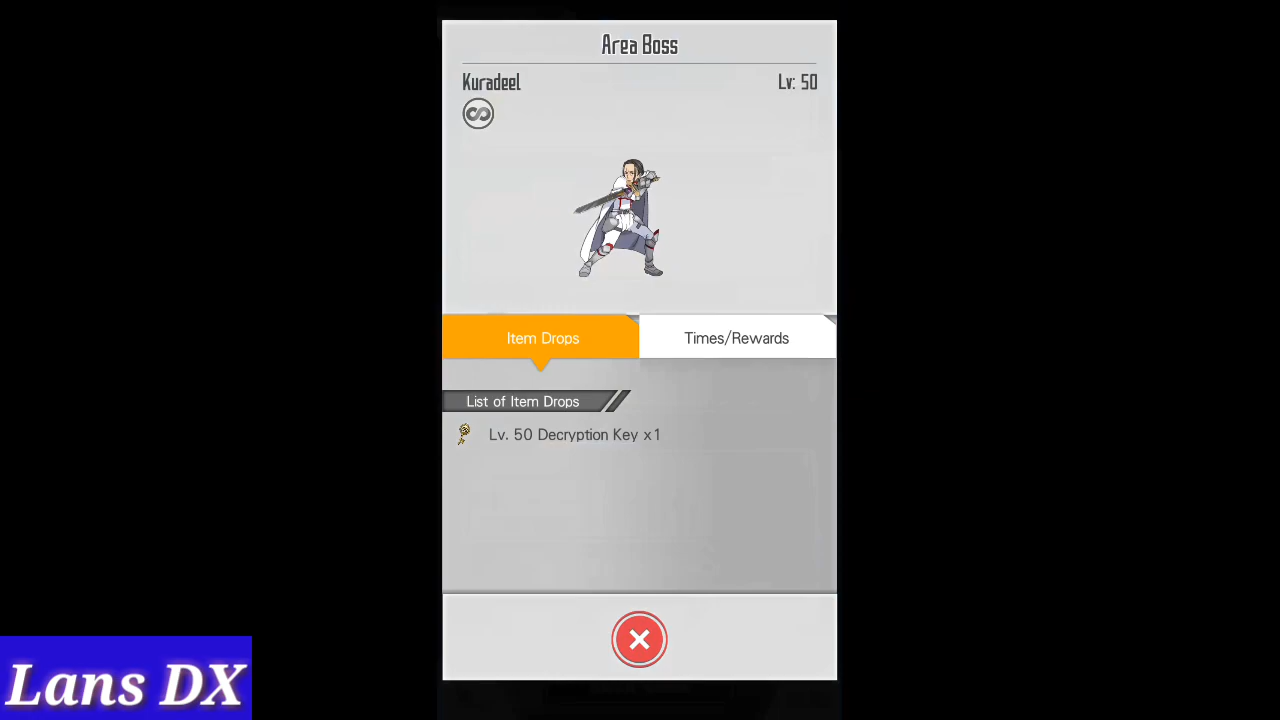 Area Boss
Kuradeel Lv: 50
Item Drops Times/Rewards
List of Item Drops
Lv. 50 Decryption Key x1
Lans DX